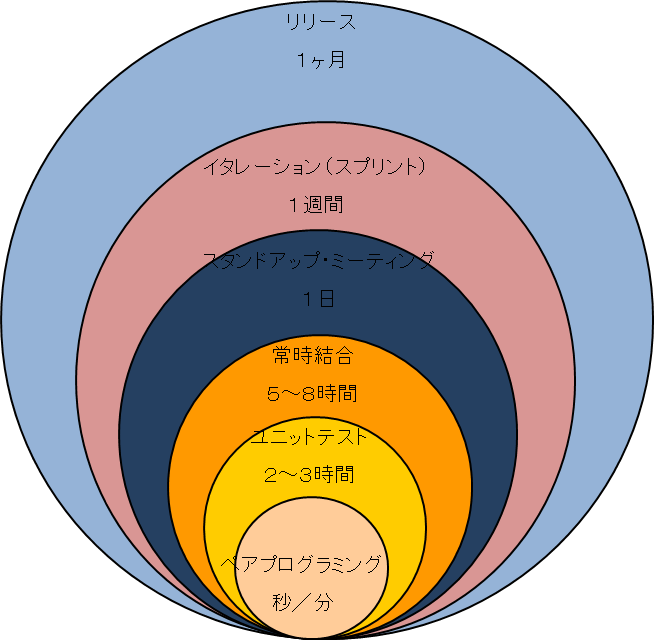 リリース
１ヶ月
イタレーション（スプリント）
１週間
スタンドアップ・ミーティング
１日
常時結合
５～８時間
ユニットテスト
２～３時間
ペアプログラミング
秒／分